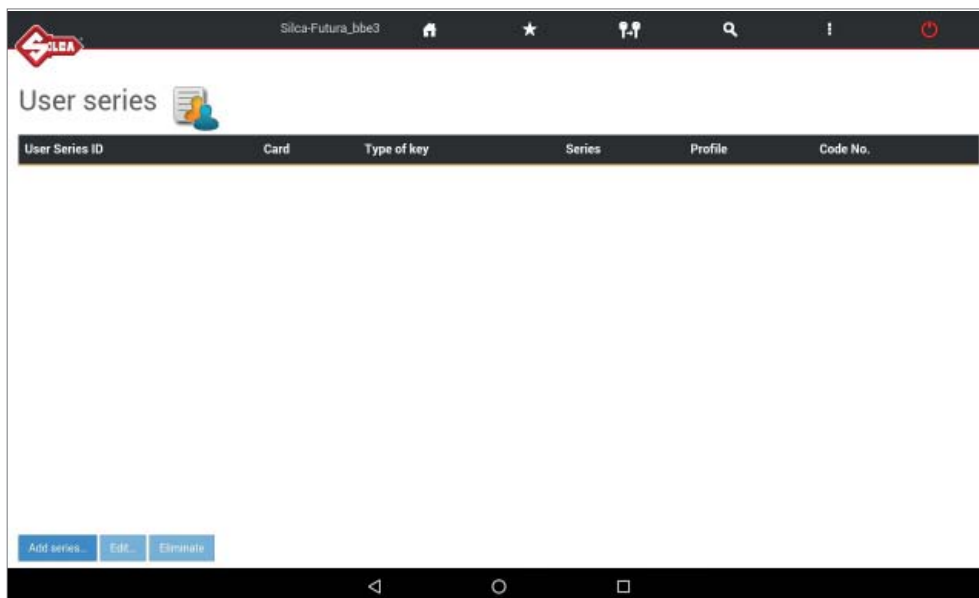 SILCA
Silca-Futura_bbe3
User series
User Series ID Card Type of key Series Profile Code No.
Add series... Edit... Eliminate